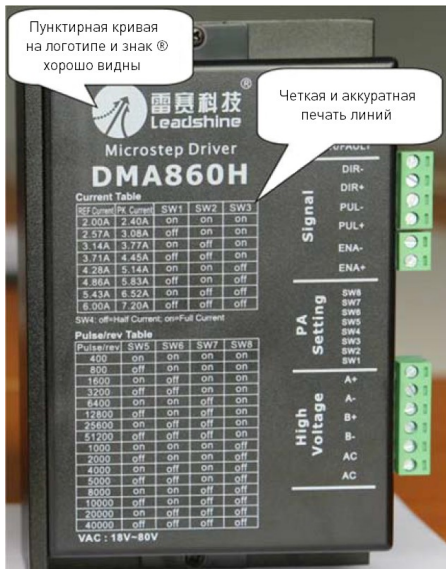 Пунктирная кривая
на логотипе и знак ®
хорошо видны
Четкая и аккуратная
печать линий
®
雷赛科技
Leadshine
Microstep Driver
DMA860H
Current Table
REF Current PK Current SW1 SW2 SW3
2.00A 2.40A on on on
2.57A 3.08A off on on
3.14A 3.77A on off on
3.71A 4.45A off off on
4.28A 5.14A on on off
4.86A 5.83A off on off
5.43A 6.52A on off off
6.00A 7.20A off off off
SW4: off=Half Current; on=Full Current
Pulse/rev Table
Pulse/rev SW5 SW6 SW7 SW8
400 on on on on
800 off on on on
1600 on off on on
3200 off off on on
6400 on on off on
12800 off on off on
25600 on off off on
51200 off off off on
1000 on on on off
2000 off on on off
4000 on off on off
5000 off off on off
8000 on on off off
10000 off on off off
20000 on off off off
40000 off off off off
VAC : 18V~80V
Signal
DIR-
DIR+
PUL-
PUL+
ENA-
ENA+
PA
Setting
SW8
SW7
SW6
SW5
SW4
SW3
SW2
SW1
High
Voltage
A+
A-
B+
B-
AC
AC